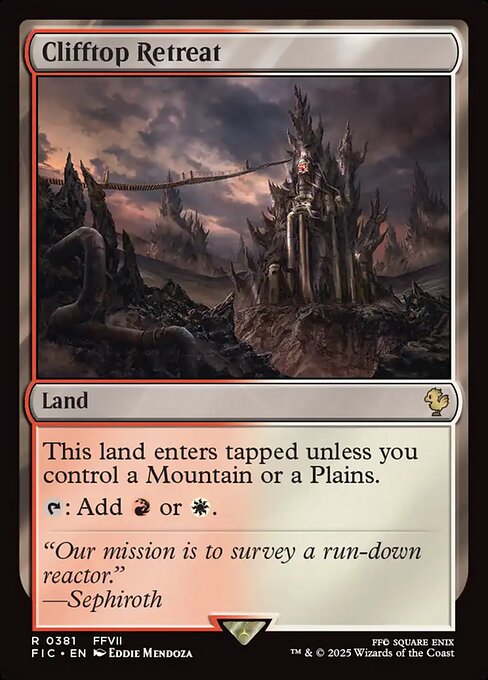 Clifftop Retreat
Land
This land enters tapped unless you
control a Mountain or a Plains.
: Add or .
“Our mission is to survey a run-down
reactor.”
—Sephiroth
R 0381 FFVII
FIC • EN Eddie Mendoza
FF© SQUARE ENIX
™ & © 2025 Wizards of the Coast